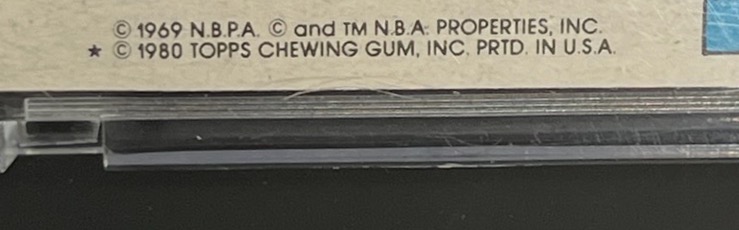 © 1969 N.B.P.A. © and TM N.B.A. PROPERTIES, INC.
★ © 1980 TOPPS CHEWING GUM, INC. PRTD. IN U.S.A.